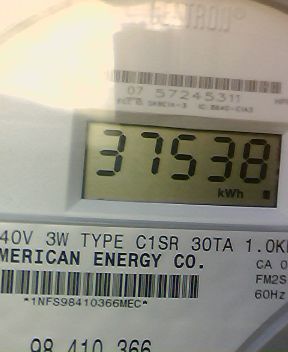 07 57245311
37538
kWh
40V 3W TYPE C1SR 30TA 1.0K
MERICAN ENERGY CO.
CA 0
FM2S
60Hz
*1NFS98410366MEC*
98 410 366